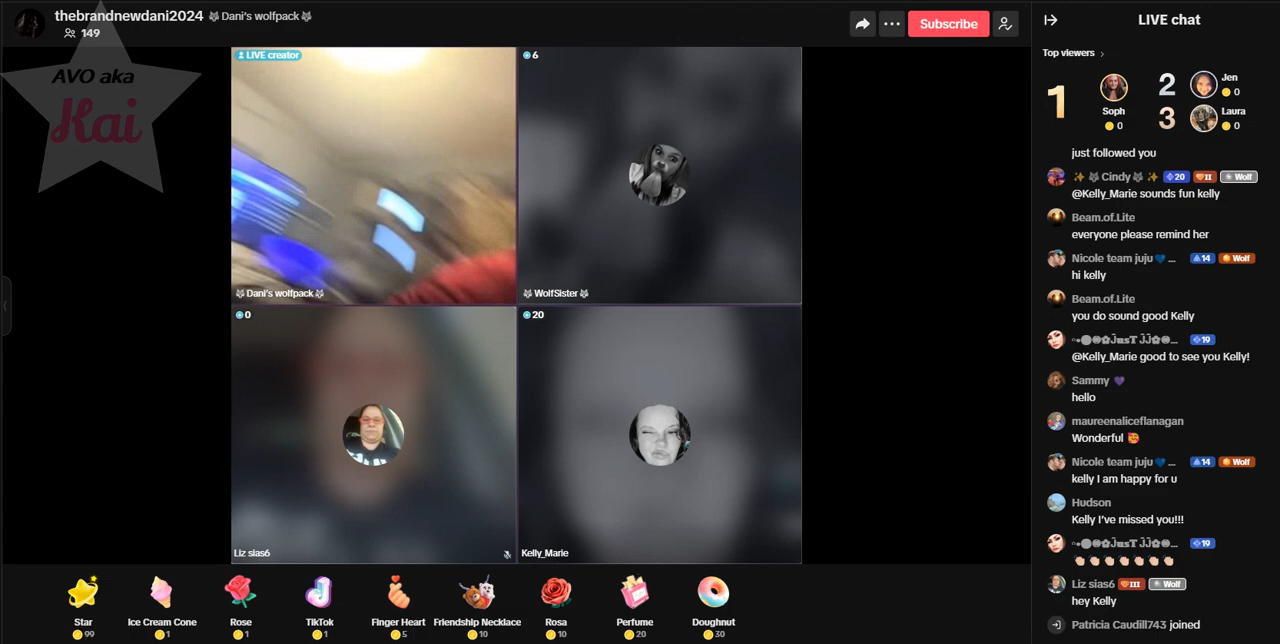 thebrandnewdani2024 🐺Dani's wolfpack🐺
149
Subscribe
AVO aka
Kai
LIVE creator
6
🐺Dani's wolfpack🐺
🐺WolfSister🐺
0
20
Liz sias6
Kelly_Marie
Star
99
Ice Cream Cone
1
Rose
1
TikTok
1
Finger Heart
5
Friendship Necklace
10
Rosa
10
Perfume
20
Doughnut
30
LIVE chat
Top viewers
1
Soph
0
2
Jen
0
3
Laura
0
just followed you
✨🐺Cindy🐺✨ 20 II Wolf
@Kelly_Marie sounds fun kelly
Beam.of.Lite
everyone please remind her
Nicole team juju💙... 14 Wolf
hi kelly
Beam.of.Lite
you do sound good Kelly
JusT JJ 19
@Kelly_Marie good to see you Kelly!
Sammy 💜
hello
maureenaliceflanagan
Wonderful 🥰
Nicole team juju💙... 14 Wolf
kelly I am happy for u
Hudson
Kelly I've missed you!!!
JusT JJ 19
👏🏻👏🏻👏🏻👏🏻👏🏻👏🏻👏🏻
Liz sias6 III Wolf
hey Kelly
Patricia Caudill743 joined